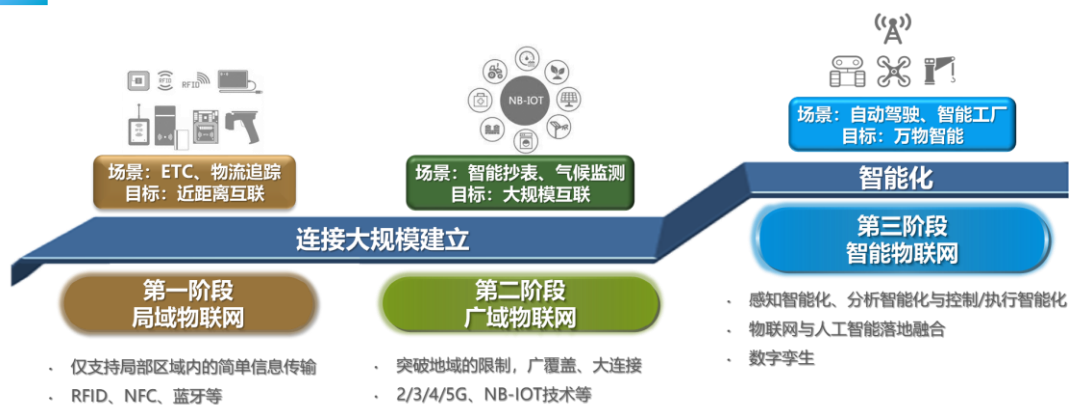 RFID
RFID
NB-IOT
场景：ETC、物流追踪
目标：近距离互联
场景：智能抄表、气候监测
目标：大规模互联
场景：自动驾驶、智能工厂
目标：万物智能
连接大规模建立
智能化
第一阶段
局域物联网
· 仅支持局部区域内的简单信息传输
· RFID、NFC、蓝牙等
第二阶段
广域物联网
· 突破地域的限制，广覆盖、大连接
· 2/3/4/5G、NB-IOT技术等
第三阶段
智能物联网
· 感知智能化、分析智能化与控制/执行智能化
· 物联网与人工智能落地融合
· 数字孪生